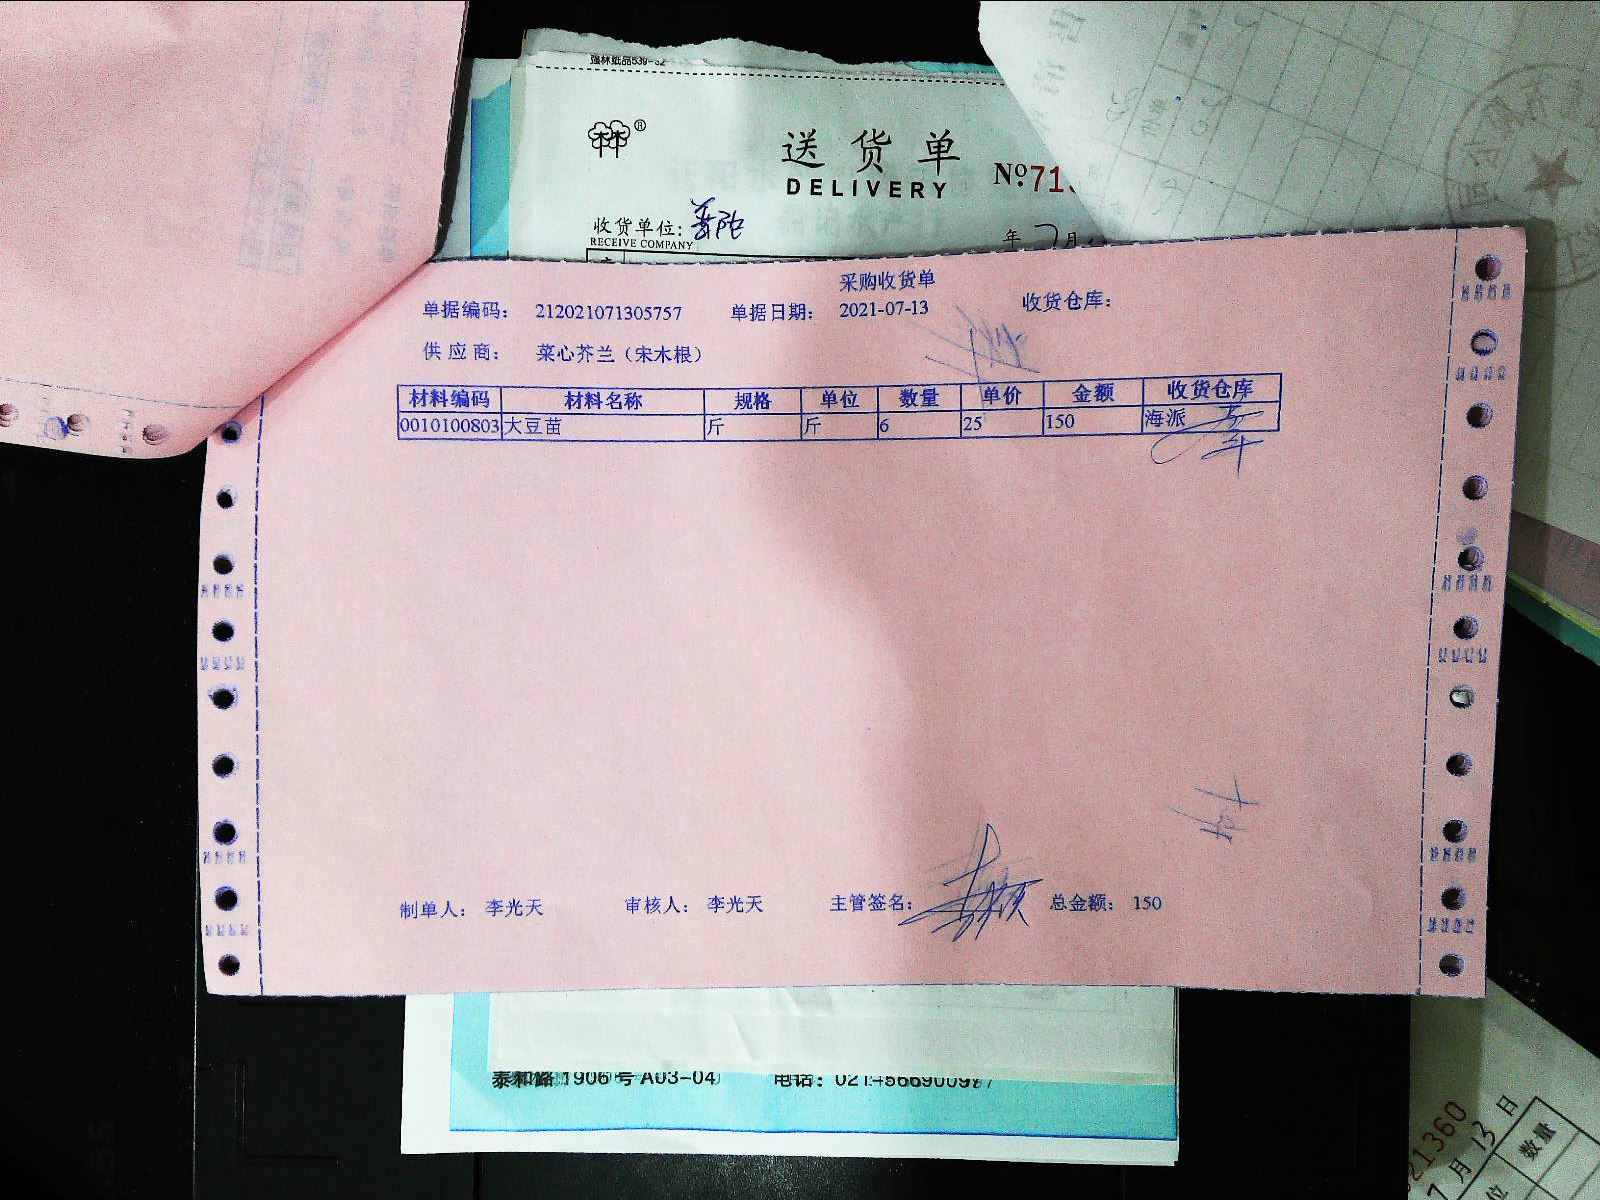 强林纸品539-32
送货单
DELIVERY
Nº:71
收货单位:
RECEIVE COMPANY
年 7月
采购收货单
单据编码： 212021071305757 单据日期： 2021-07-13 收货仓库：
供应商： 菜心芥兰（宋木根）
材料编码 材料名称 规格 单位 数量 单价 金额 收货仓库
0010100803 大豆苗 斤 斤 6 25 150 海派
制单人： 李光天 审核人： 李光天 主管签名： 总金额： 150
泰和路 1906 号 A03-04 电话：
21360
7月13日
数量